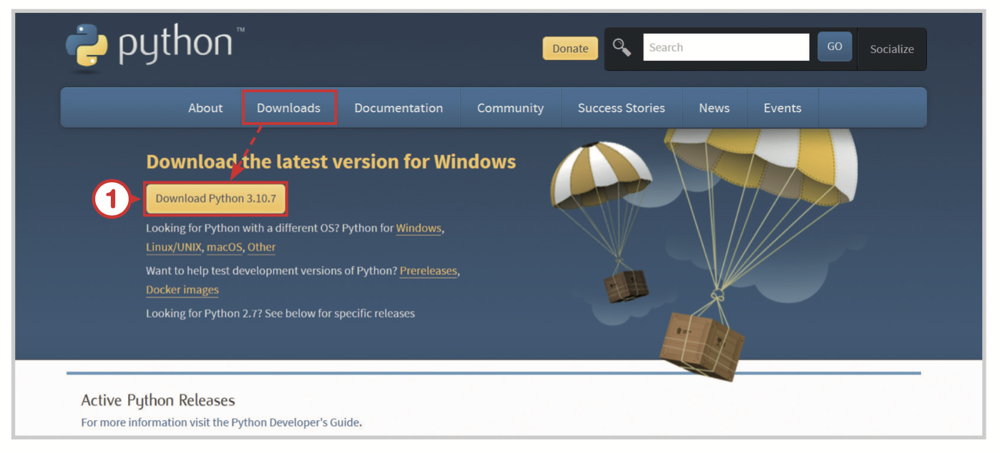 python™
Donate
Search
GO
Socialize
About Downloads Documentation Community Success Stories News Events
Download the latest version for Windows
1
Download Python 3.10.7
Looking for Python with a different OS? Python for Windows,
Linux/UNIX, macOS, Other
Want to help test development versions of Python? Prereleases,
Docker images
Looking for Python 2.7? See below for specific releases
Active Python Releases
For more information visit the Python Developer's Guide.